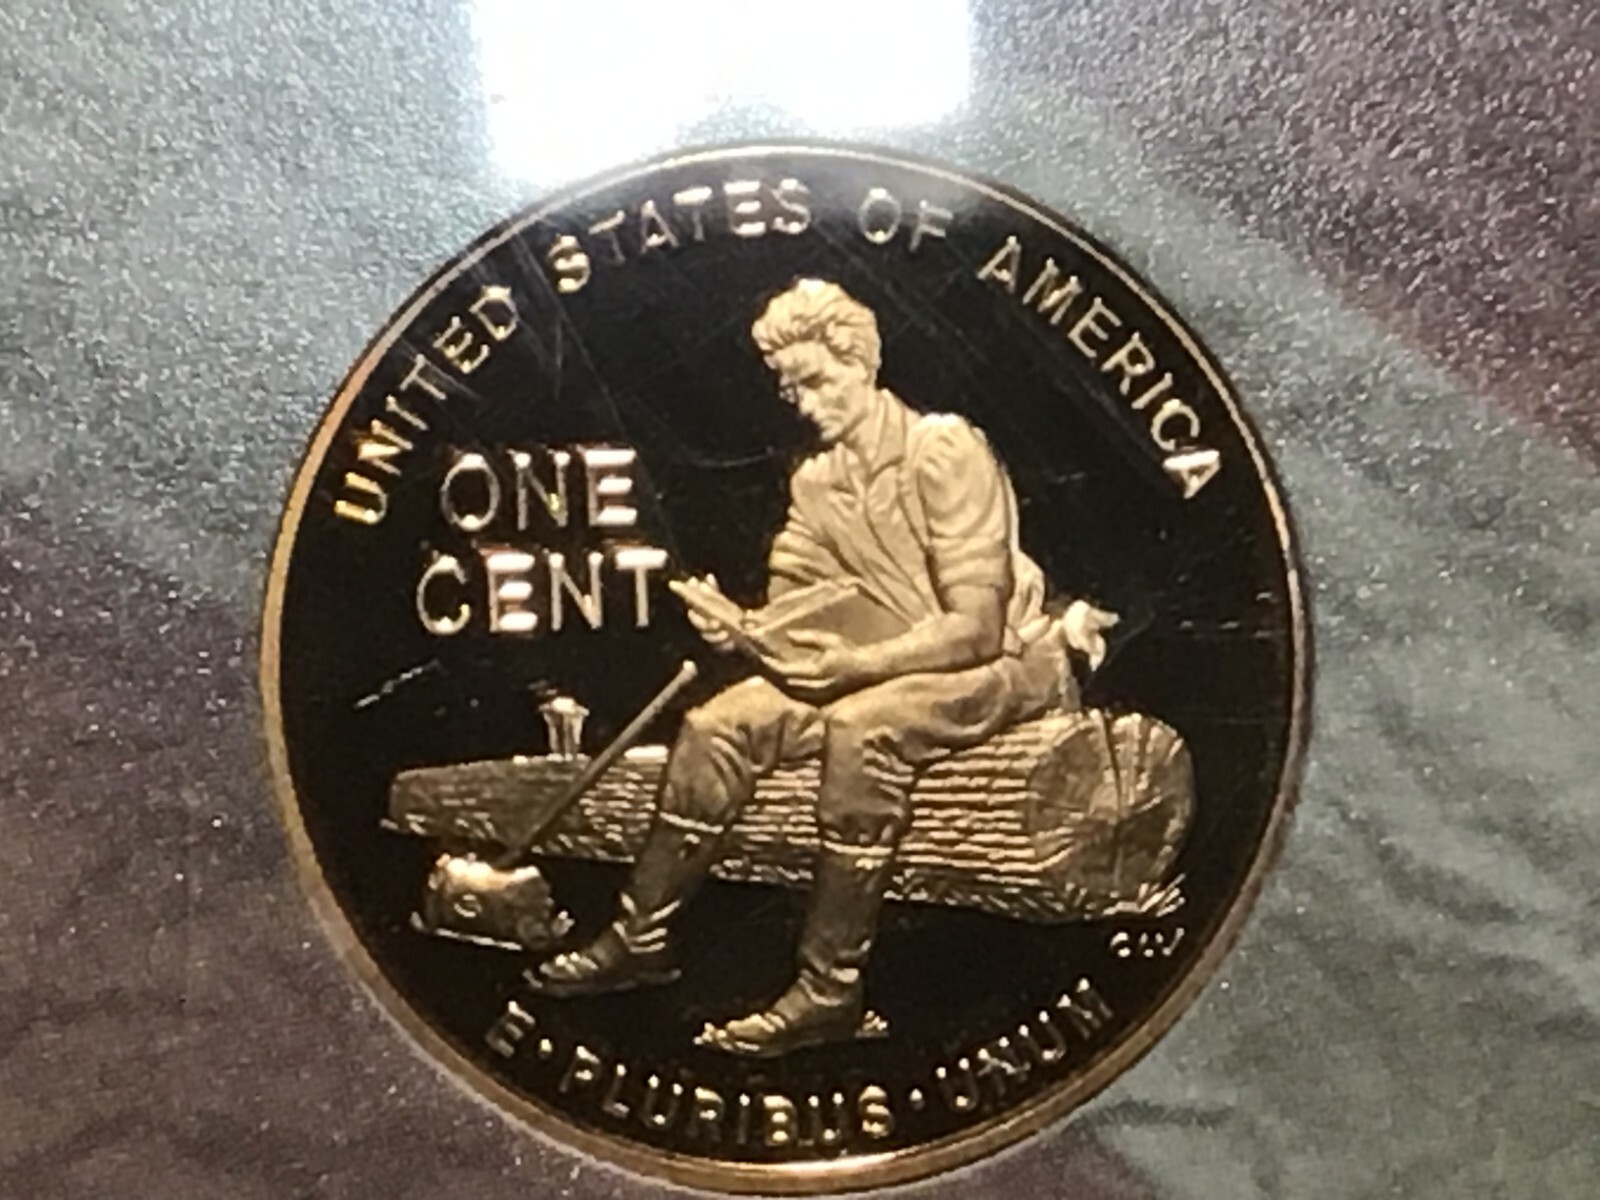 UNITED STATES OF AMERICA
ONE
CENT
E·PLURIBUS·UNUM